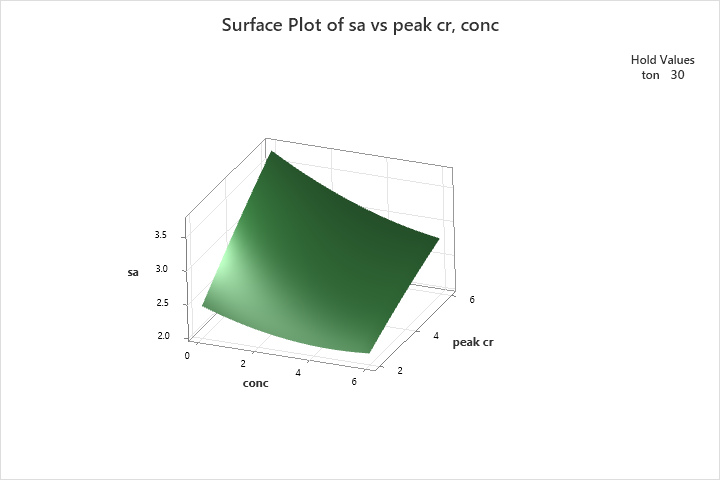 Surface Plot of sa vs peak cr, conc
Hold Values
ton 30
3.5
3.0
2.5
2.0
sa
0
2
4
6
conc
2
4
6
peak cr